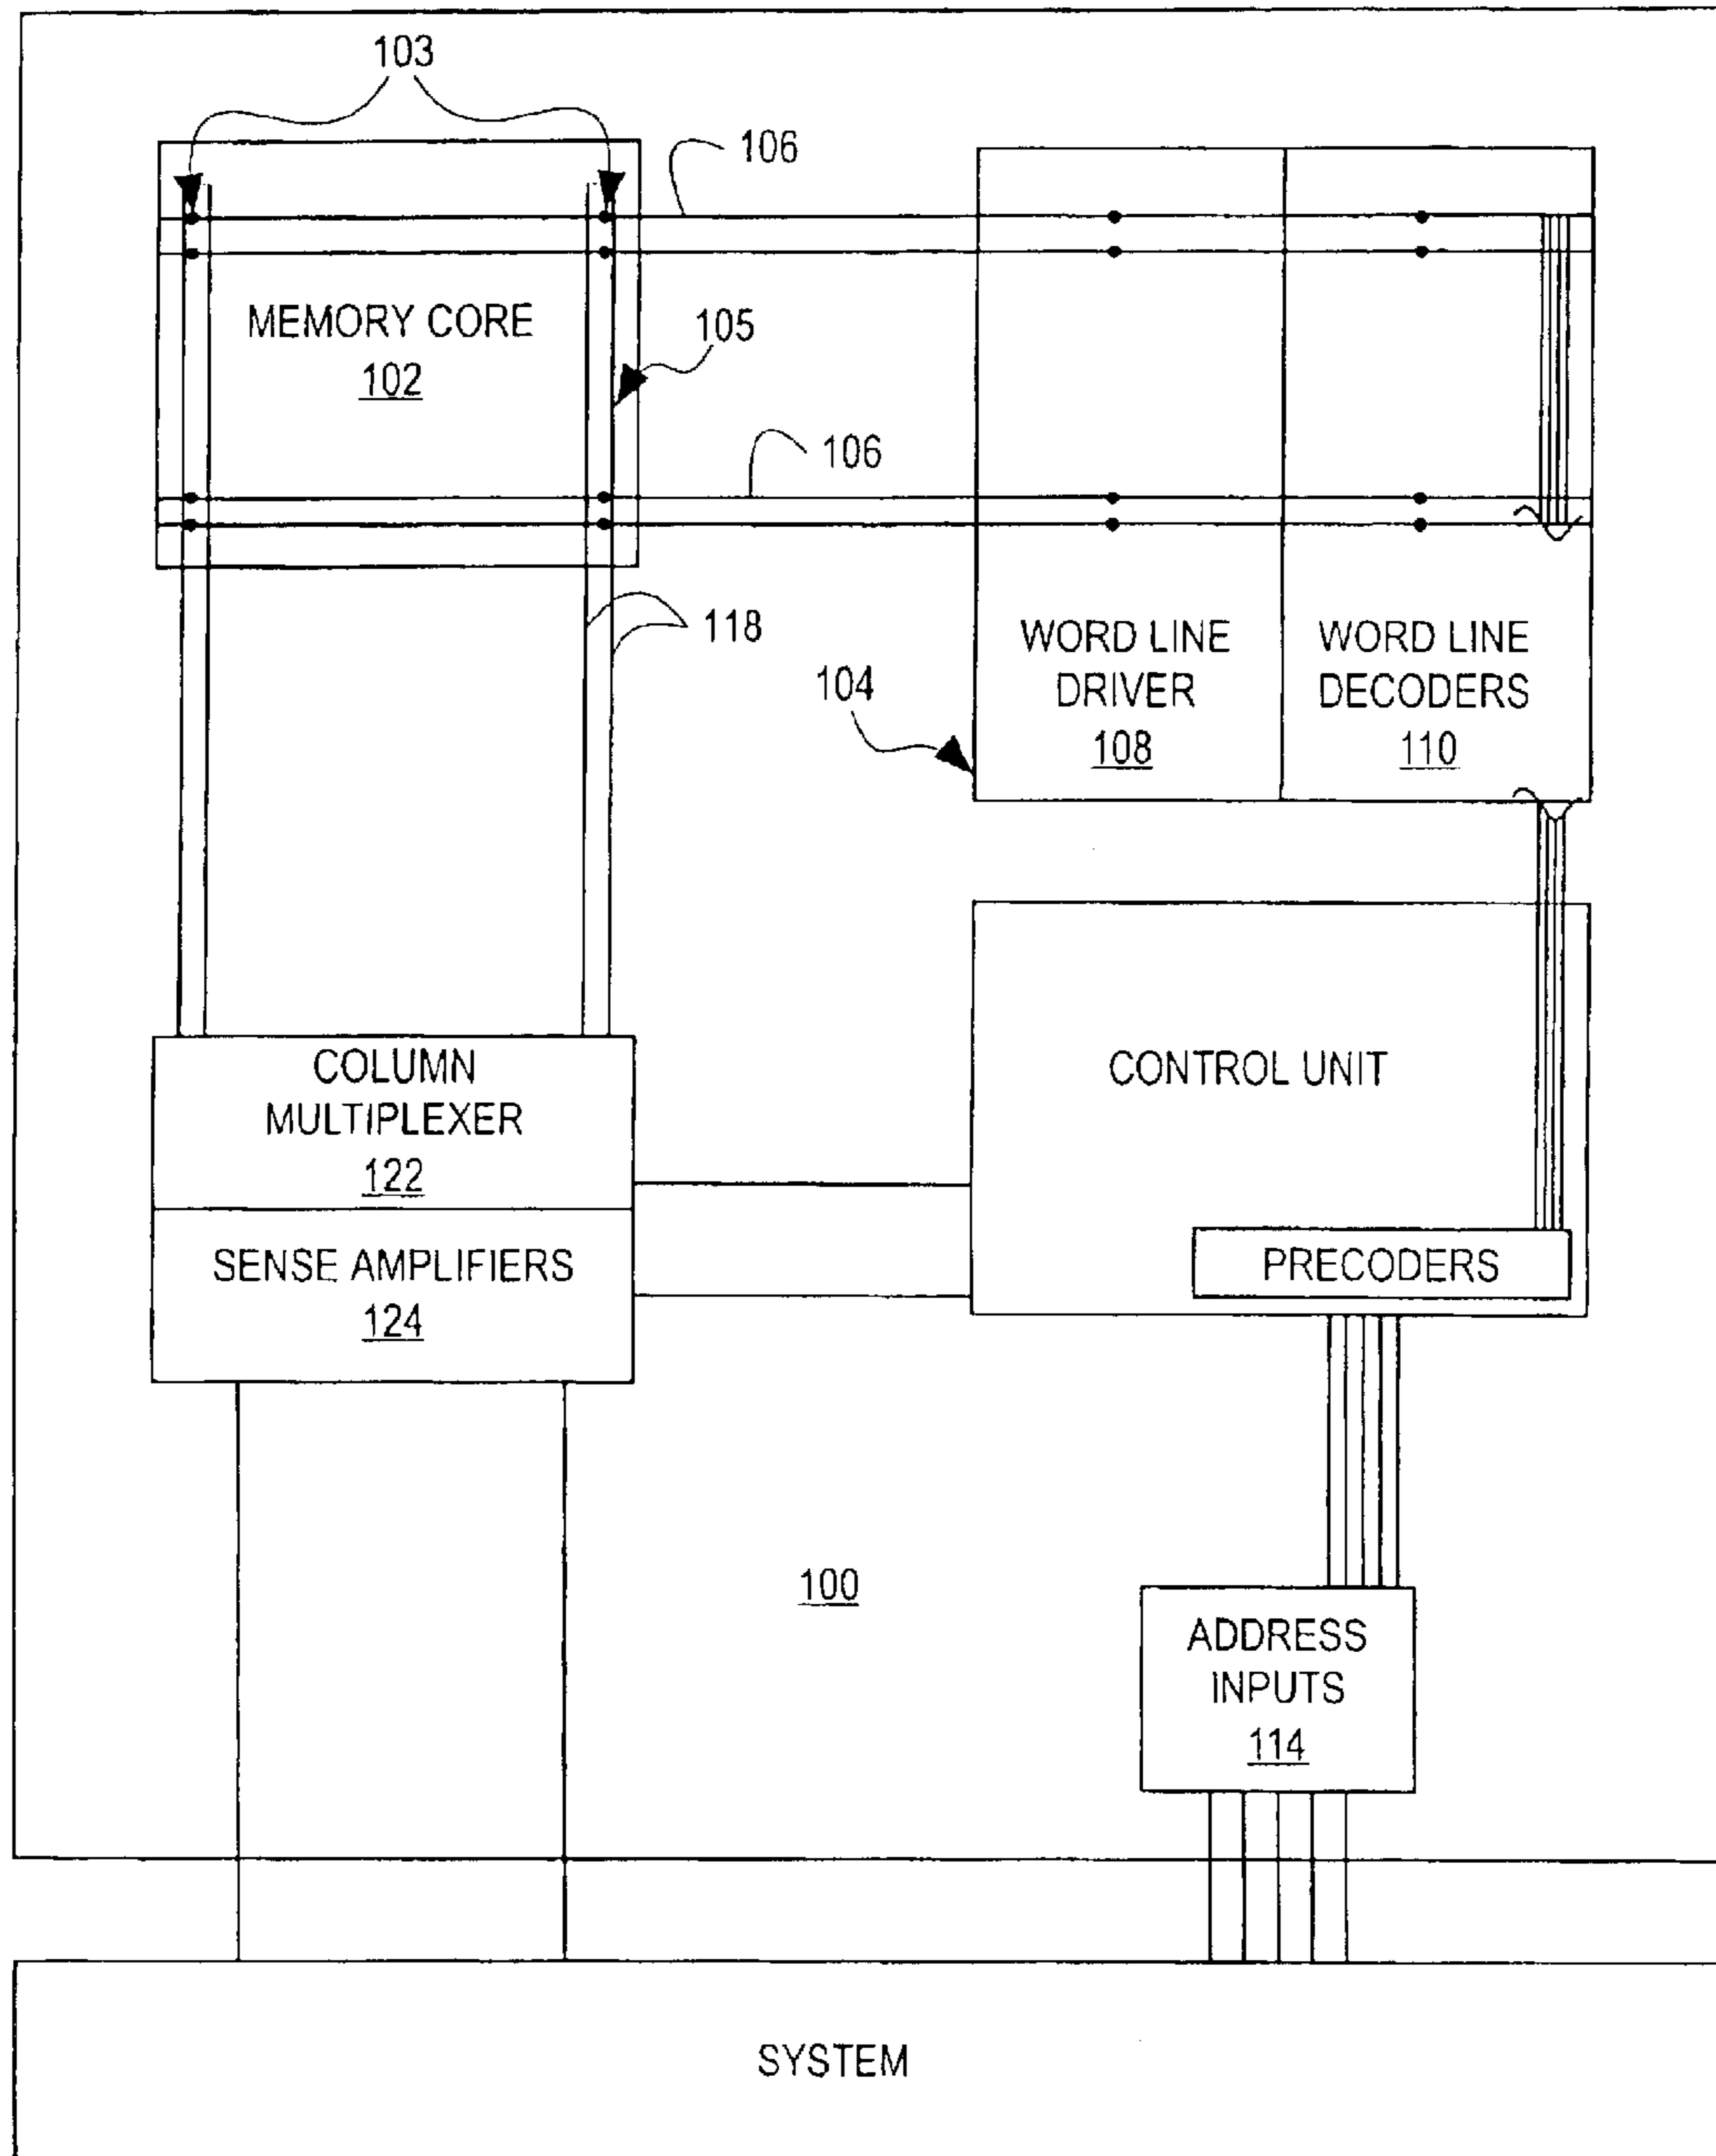 103
106
MEMORY CORE
102
105
106
118
104
WORD LINE
DRIVER
108
WORD LINE
DECODERS
110
COLUMN
MULTIPLEXER
122
SENSE AMPLIFIERS
124
CONTROL UNIT
PRECODERS
100
ADDRESS
INPUTS
114
SYSTEM